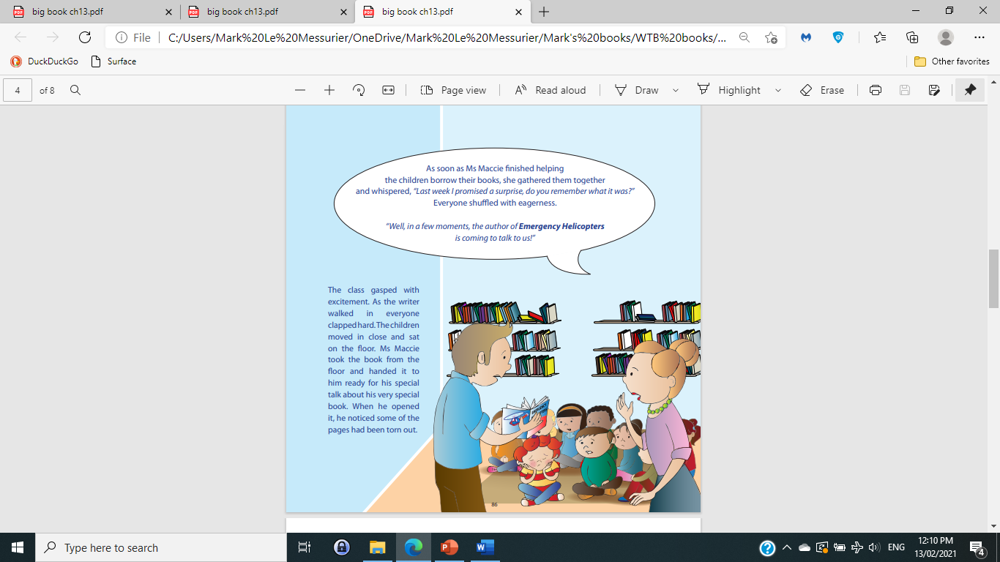 big book ch13.pdf
big book ch13.pdf
big book ch13.pdf
File
C:/Users/Mark%20Le%20Messurier/OneDrive/Mark%20Le%20Messurier/Mark's%20books/WTB%20books/...
DuckDuckGo
Surface
Other favorites
4 of 8
Page view
Read aloud
Draw
Highlight
Erase
As soon as Ms Maccie finished helping
the children borrow their books, she gathered them together
and whispered, “Last week I promised a surprise, do you remember what it was?”
Everyone shuffled with eagerness.
“Well, in a few moments, the author of Emergency Helicopters
is coming to talk to us!”
The class gasped with
excitement. As the writer
walked in everyone
clapped hard. The children
moved in close and sat
on the floor. Ms Maccie
took the book from the
floor and handed it to
him ready for his special
talk about his very special
book. When he opened
it, he noticed some of the
pages had been torn out.
86
Type here to search
ENG
12:10 PM
13/02/2021
4